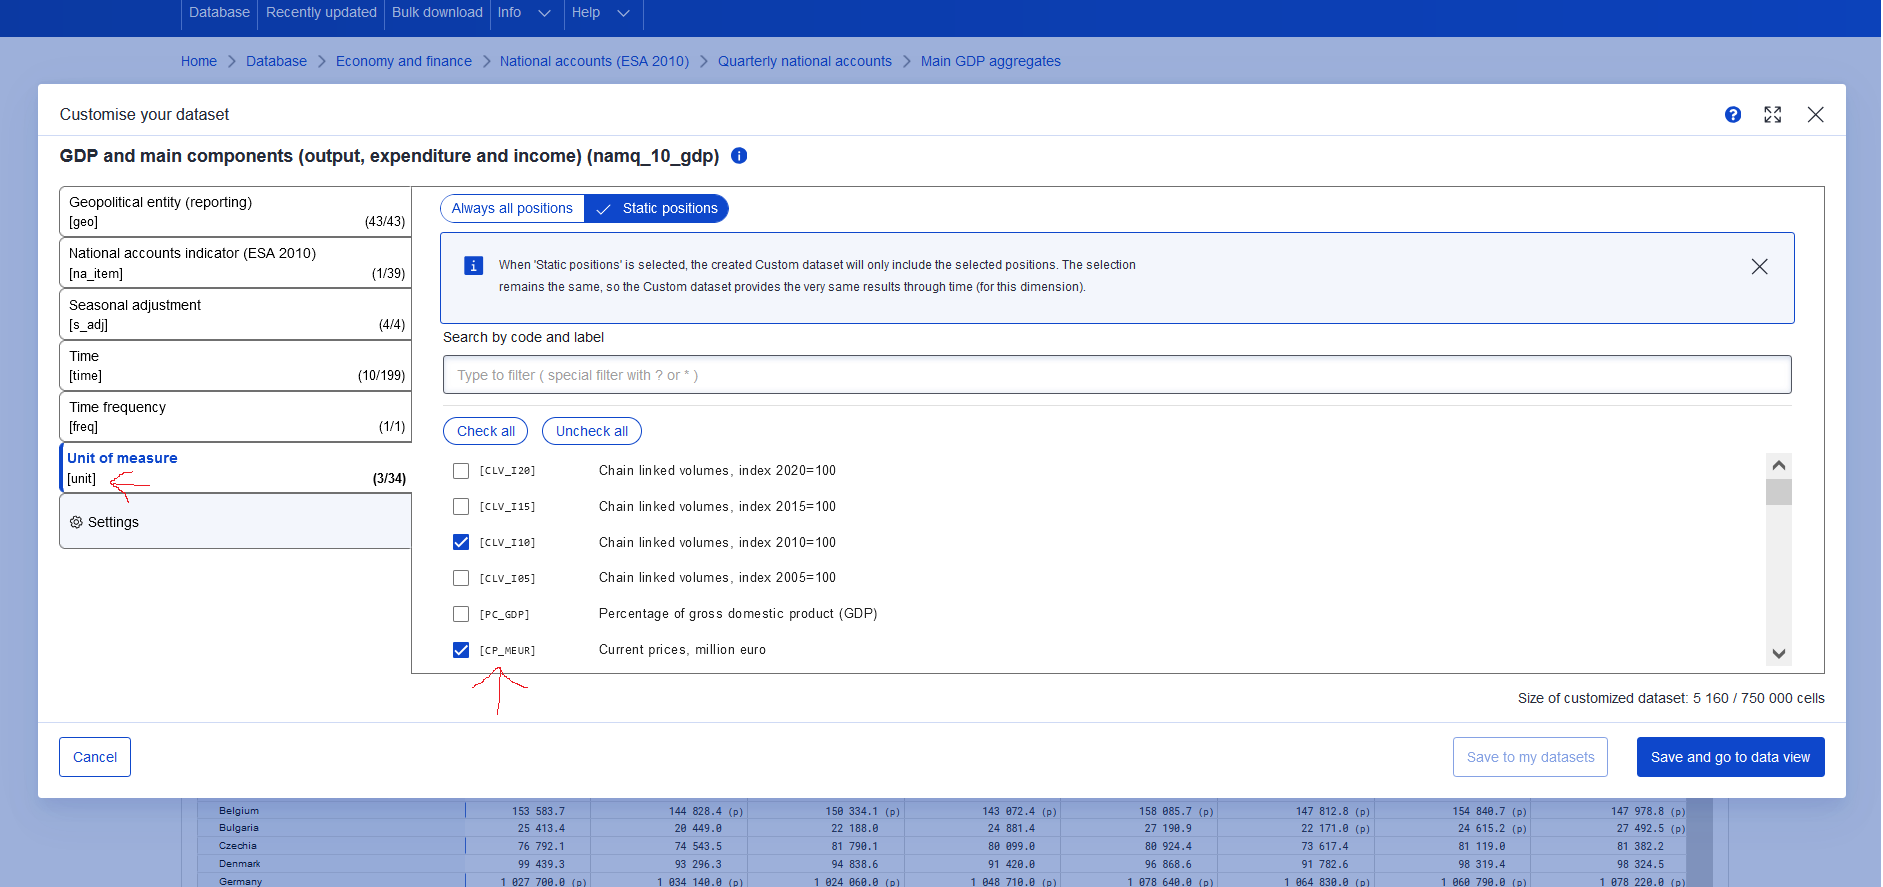 Database Recently updated Bulk download Info Help
Home Database Economy and finance National accounts (ESA 2010) Quarterly national accounts Main GDP aggregates
Customise your dataset
GDP and main components (output, expenditure and income) (namq_10_gdp)
Geopolitical entity (reporting)
[geo] (43/43)
National accounts indicator (ESA 2010)
[na_item] (1/39)
Seasonal adjustment
[s_adj] (4/4)
Time
[time] (10/199)
Time frequency
[freq] (1/1)
Unit of measure
[unit] (3/34)
Settings
Always all positions Static positions
When 'Static positions' is selected, the created Custom dataset will only include the selected positions. The selection
remains the same, so the Custom dataset provides the very same results through time (for this dimension).
Search by code and label
Type to filter ( special filter with ? or * )
Check all Uncheck all
[CLV_I20] Chain linked volumes, index 2020=100
[CLV_I15] Chain linked volumes, index 2015=100
[CLV_I10] Chain linked volumes, index 2010=100
[CLV_I05] Chain linked volumes, index 2005=100
[PC_GDP] Percentage of gross domestic product (GDP)
[CP_MEUR] Current prices, million euro
Size of customized dataset: 5 160 / 750 000 cells
Cancel Save to my datasets Save and go to data view
Belgium 153 583.7 144 828.4 (p) 150 334.1 (p) 143 072.4 (p) 158 085.7 (p) 147 812.8 (p) 154 840.7 (p) 147 978.8 (p)
Bulgaria 25 413.4 20 449.0 22 188.0 24 881.4 27 190.9 22 171.0 (p) 24 615.2 (p) 27 492.5 (p)
Czechia 76 792.1 74 543.5 81 790.1 80 099.0 80 924.4 73 617.4 81 119.0 81 382.2
Denmark 99 439.3 93 296.3 94 838.6 91 420.0 96 868.6 91 782.6 98 319.4 98 324.5
Germany 1 027 700.0 (p) 1 034 140.0 (p) 1 024 060.0 (p) 1 048 710.0 (p) 1 078 640.0 (p) 1 064 830.0 (p) 1 060 790.0 (p) 1 078 220.0 (p)